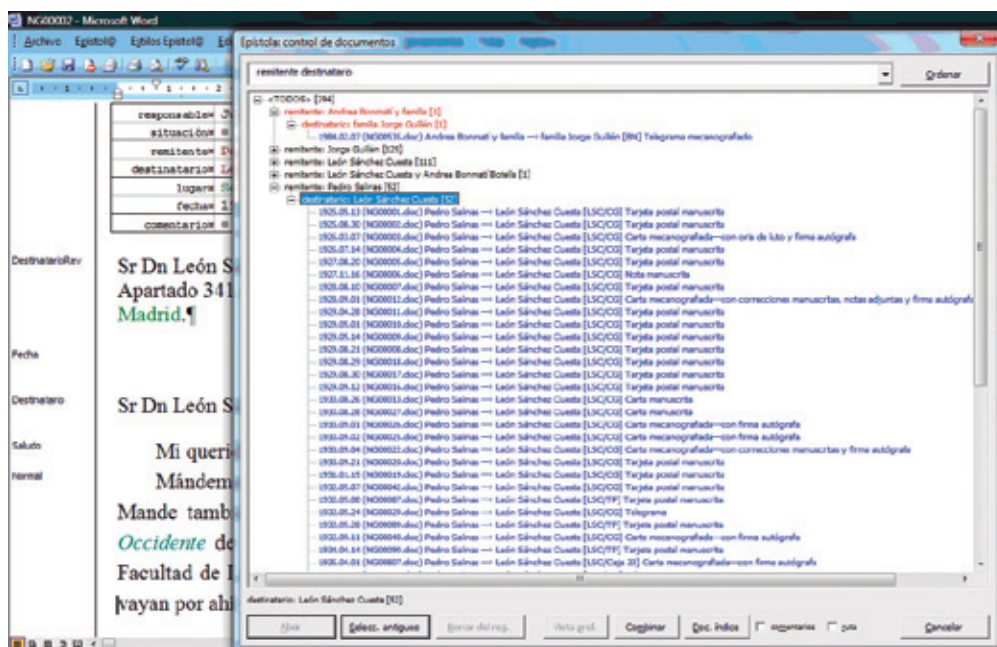 NG00002 - Microsoft Word
Archivo Epistol@ Estilos Epistol@
Epistola: control de documentos
remitente destinataro
Ordenar
responsable
situación
remitente
destinatario
lugar
fecha
comentario
«TODOS» [294]
remitente: Andrea Bonmatí y familia [1]
destinatario: familia Jorge Guillén [1]
1984.02.07 (NG00535.doc) Andrea Bonmatí y familia → familia Jorge Guillén [BN] Telegrama mecanografiado
remitente: Jorge Guillén [129]
remitente: León Sánchez Cuesta [111]
remitente: León Sánchez Cuesta y Andrea Bonmatí Botella [1]
remitente: Pedro Salinas [52]
destinatario: León Sánchez Cuesta [52]
1925.05.13 (NG00001.doc) Pedro Salinas → León Sánchez Cuesta [LSC/CG] Tarjeta postal manuscrita
1925.08.30 (NG00002.doc) Pedro Salinas → León Sánchez Cuesta [LSC/CG] Tarjeta postal manuscrita
1926.03.07 (NG00003.doc) Pedro Salinas → León Sánchez Cuesta [LSC/CG] Carta mecanografiada—con orla de luto y firma autógrafa
1926.07.14 (NG00004.doc) Pedro Salinas → León Sánchez Cuesta [LSC/CG] Tarjeta postal manuscrita
1927.08.20 (NG00005.doc) Pedro Salinas → León Sánchez Cuesta [LSC/CG] Tarjeta postal manuscrita
1927.11.16 (NG00006.doc) Pedro Salinas → León Sánchez Cuesta [LSC/CG] Nota manuscrita
1928.08.10 (NG00007.doc) Pedro Salinas → León Sánchez Cuesta [LSC/CG] Tarjeta postal manuscrita
1928.09.01 (NG00012.doc) Pedro Salinas → León Sánchez Cuesta [LSC/CG] Carta mecanografiada—con correcciones manuscritas, notas adjuntas y firma autógrafa
1929.04.28 (NG00011.doc) Pedro Salinas → León Sánchez Cuesta [LSC/CG] Tarjeta postal manuscrita
1929.05.01 (NG00010.doc) Pedro Salinas → León Sánchez Cuesta [LSC/CG] Tarjeta postal manuscrita
1929.05.14 (NG00009.doc) Pedro Salinas → León Sánchez Cuesta [LSC/CG] Tarjeta postal manuscrita
1929.08.21 (NG00008.doc) Pedro Salinas → León Sánchez Cuesta [LSC/CG] Tarjeta postal manuscrita
1929.08.29 (NG00018.doc) Pedro Salinas → León Sánchez Cuesta [LSC/CG] Tarjeta postal manuscrita
1929.08.30 (NG00017.doc) Pedro Salinas → León Sánchez Cuesta [LSC/CG] Tarjeta postal manuscrita
1929.09.12 (NG00016.doc) Pedro Salinas → León Sánchez Cuesta [LSC/CG] Tarjeta postal manuscrita
1930.08.26 (NG00013.doc) Pedro Salinas → León Sánchez Cuesta [LSC/CG] Carta manuscrita
1930.08.28 (NG00027.doc) Pedro Salinas → León Sánchez Cuesta [LSC/CG] Carta manuscrita
1930.09.01 (NG00026.doc) Pedro Salinas → León Sánchez Cuesta [LSC/CG] Carta mecanografiada—con firma autógrafa
1930.09.02 (NG00025.doc) Pedro Salinas → León Sánchez Cuesta [LSC/CG] Carta mecanografiada—con firma autógrafa
1930.09.04 (NG00022.doc) Pedro Salinas → León Sánchez Cuesta [LSC/CG] Carta mecanografiada—con correcciones manuscritas y firma autógrafa
1930.09.21 (NG00020.doc) Pedro Salinas → León Sánchez Cuesta [LSC/CG] Tarjeta postal manuscrita
1931.01.15 (NG00019.doc) Pedro Salinas → León Sánchez Cuesta [LSC/CG] Tarjeta postal manuscrita
1932.05.07 (NG00042.doc) Pedro Salinas → León Sánchez Cuesta [LSC/CG] Tarjeta postal manuscrita
1932.05.08 (NG00087.doc) Pedro Salinas → León Sánchez Cuesta [LSC/TP] Tarjeta postal manuscrita
1932.05.24 (NG00028.doc) Pedro Salinas → León Sánchez Cuesta [LSC/CG] Telegrama
1932.05.28 (NG00089.doc) Pedro Salinas → León Sánchez Cuesta [LSC/TP] Tarjeta postal manuscrita
1932.09.11 (NG00048.doc) Pedro Salinas → León Sánchez Cuesta [LSC/CG] Carta mecanografiada—con firma autógrafa
1934.04.14 (NG00090.doc) Pedro Salinas → León Sánchez Cuesta [LSC/TP] Tarjeta postal manuscrita
1935.04.01 (NG00807.doc) Pedro Salinas → León Sánchez Cuesta [LSC/Caja 20] Carta mecanografiada—con firma autógrafa
DestinatarioRev
Sr Dn León S
Apartado 341
Madrid.¶
Fecha
Destinataro
Sr Dn León S
Saludo
Mi queri
Normal
Mándem
Mande tamb
Occidente de
Facultad de I
vayan por ahí
destinatario: León Sánchez Cuesta [52]
Abrir
Selecc. antiguos
Borrar del reg.
Vista gral.
Combinar
Doc. índice
comentarios
ruta
Cancelar